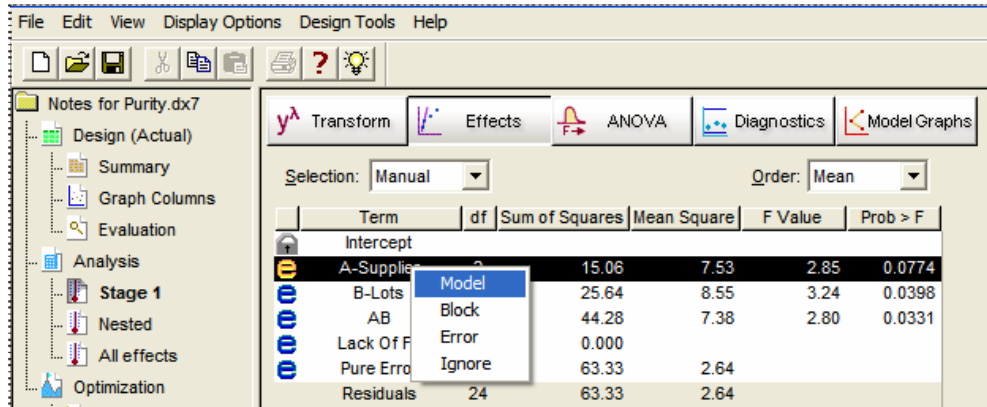 File Edit View Display Options Design Tools Help
?
Notes for Purity.dx7
Design (Actual)
Summary
Graph Columns
Evaluation
Analysis
Stage 1
Nested
All effects
Optimization
yλ Transform Effects F ANOVA Diagnostics Model Graphs
Selection: Manual Order: Mean
Term df Sum of Squares Mean Square F Value Prob > F
Intercept
e A-Supplier 15.06 7.53 2.85 0.0774
e B-Lots 25.64 8.55 3.24 0.0398
e AB 44.28 7.38 2.80 0.0331
e Lack Of F 0.000
e Pure Erro 63.33 2.64
Residuals 24 63.33 2.64
Model
Block
Error
Ignore